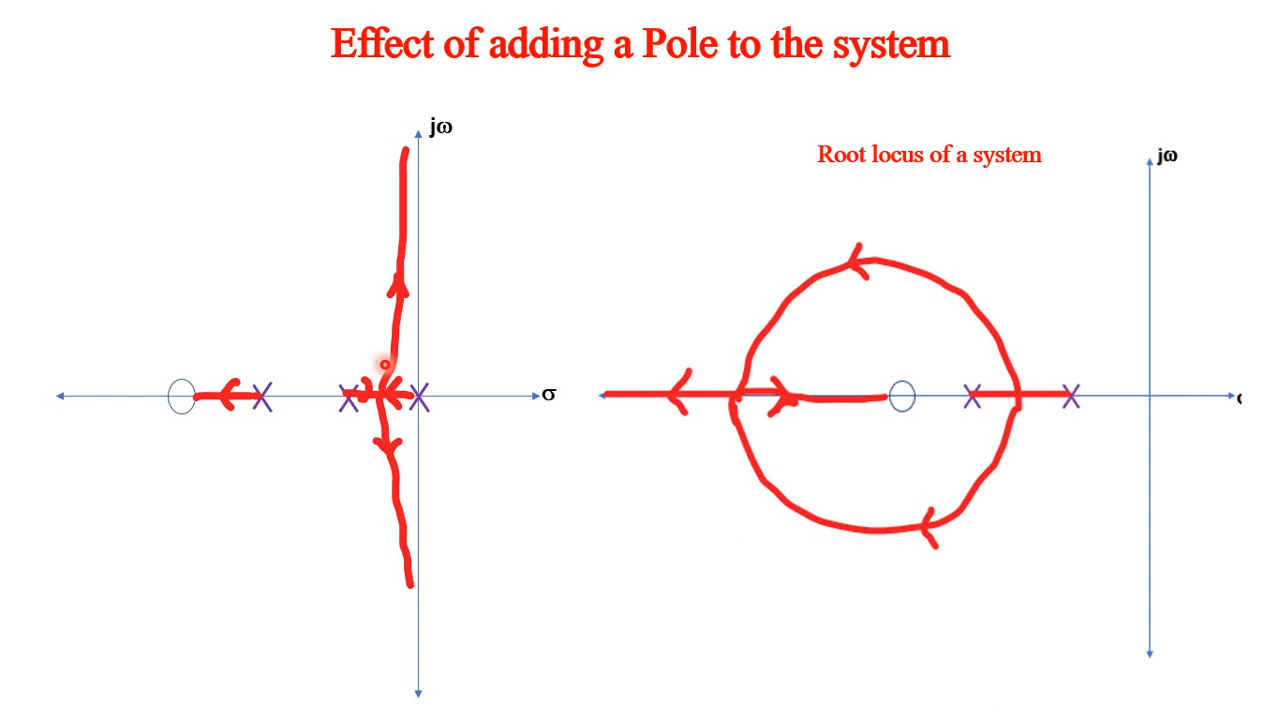 Effect of adding a Pole to the system
jω
Root locus of a system
jω
σ